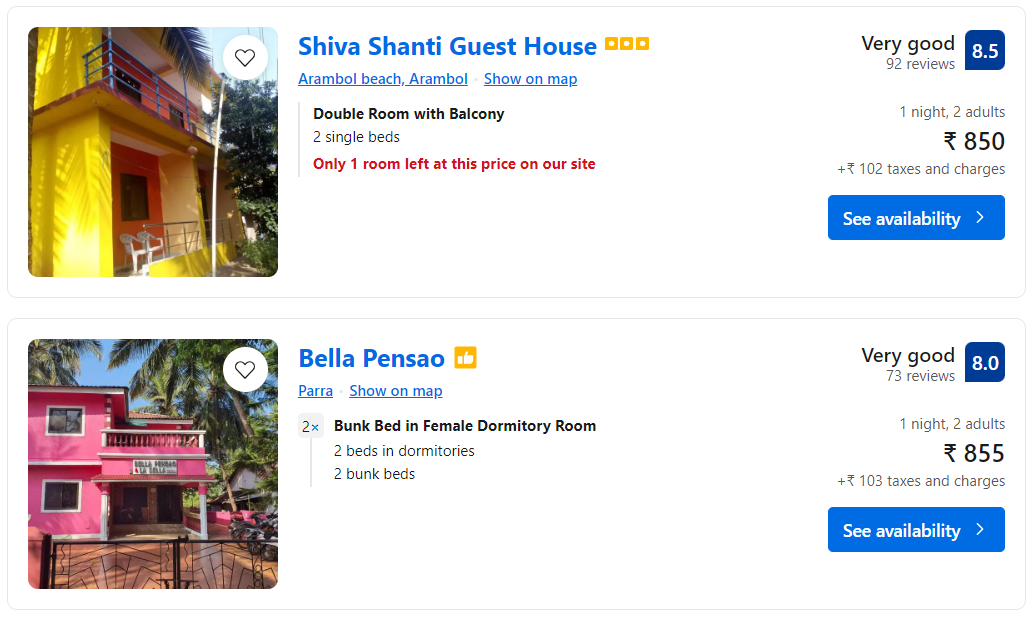 Shiva Shanti Guest House
Very good
8.5
92 reviews
Arambol beach, Arambol · Show on map
Double Room with Balcony
2 single beds
Only 1 room left at this price on our site
1 night, 2 adults
₹ 850
+₹ 102 taxes and charges
See availability
Bella Pensao
Very good
8.0
73 reviews
Parra · Show on map
2× Bunk Bed in Female Dormitory Room
2 beds in dormitories
2 bunk beds
1 night, 2 adults
₹ 855
+₹ 103 taxes and charges
See availability
BELLA PENSAO